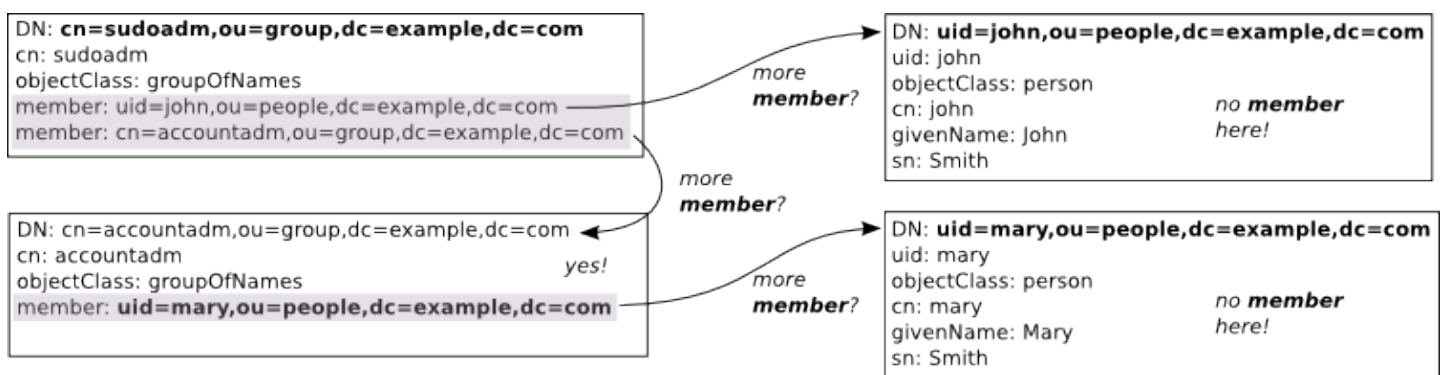 DN: cn=sudoadm,ou=group,dc=example,dc=com
cn: sudoadm
objectClass: groupOfNames
member: uid=john,ou=people,dc=example,dc=com
member: cn=accountadm,ou=group,dc=example,dc=com
more
member?
DN: uid=john,ou=people,dc=example,dc=com
uid: john
objectClass: person
cn: john
givenName: John
sn: Smith
no member
here!
more
member?
DN: cn=accountadm,ou=group,dc=example,dc=com
cn: accountadm
objectClass: groupOfNames
member: uid=mary,ou=people,dc=example,dc=com
yes!
more
member?
DN: uid=mary,ou=people,dc=example,dc=com
uid: mary
objectClass: person
cn: mary
givenName: Mary
sn: Smith
no member
here!